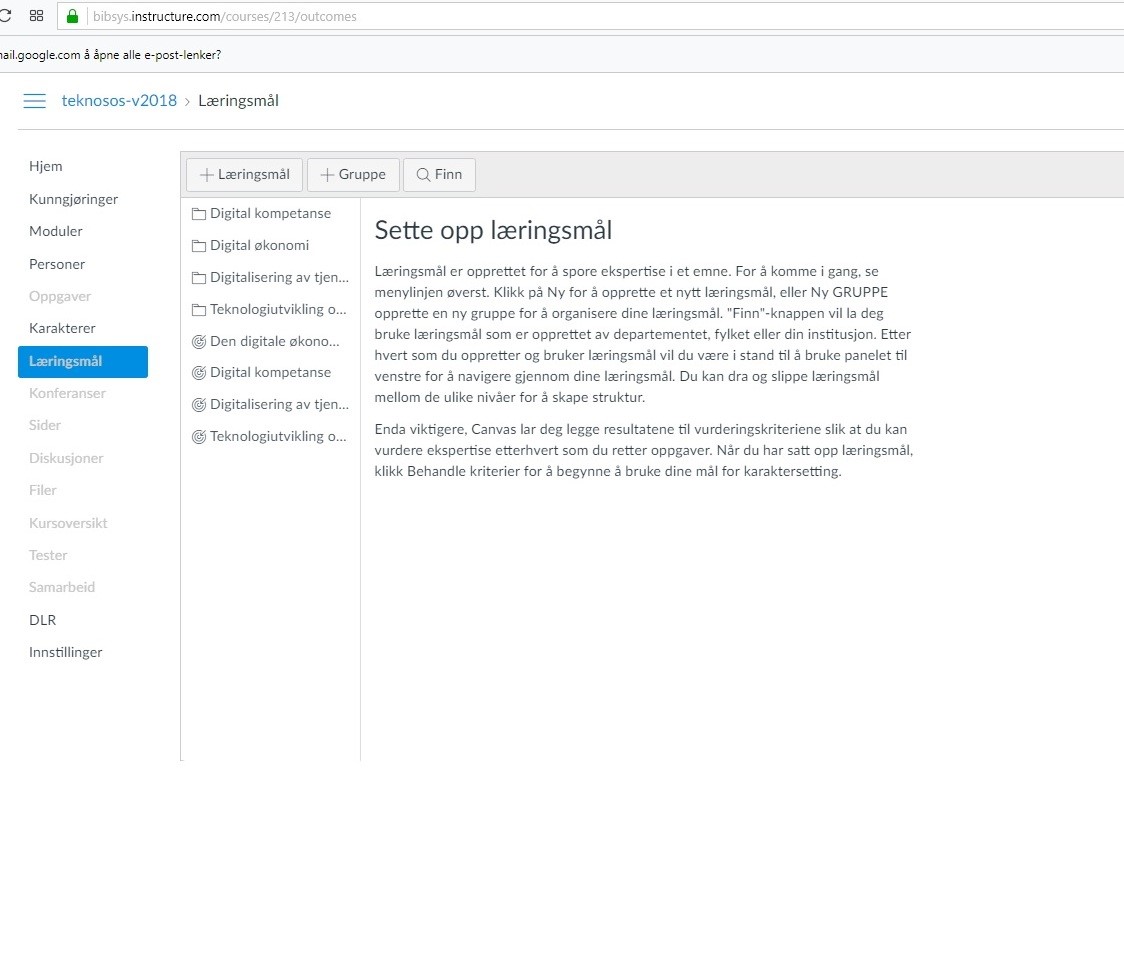 bibsys.instructure.com/courses/213/outcomes
ail.google.com å åpne alle e-post-lenker?
teknosos-v2018 › Læringsmål
Hjem
Kunngjøringer
Moduler
Personer
Oppgaver
Karakterer
Læringsmål
Konferanser
Sider
Diskusjoner
Filer
Kursoversikt
Tester
Samarbeid
DLR
Innstillinger
+ Læringsmål + Gruppe Finn
Digital kompetanse
Digital økonomi
Digitalisering av tjen...
Teknologiutvikling o...
Den digitale økono...
Digital kompetanse
Digitalisering av tjen...
Teknologiutvikling o...
Sette opp læringsmål
Læringsmål er opprettet for å spore ekspertise i et emne. For å komme i gang, se
menylinjen øverst. Klikk på Ny for å opprette et nytt læringsmål, eller Ny GRUPPE
opprette en ny gruppe for å organisere dine læringsmål. "Finn"-knappen vil la deg
bruke læringsmål som er opprettet av departementet, fylket eller din institusjon. Etter
hvert som du oppretter og bruker læringsmål vil du være i stand til å bruke panelet til
venstre for å navigere gjennom dine læringsmål. Du kan dra og slippe læringsmål
mellom de ulike nivåer for å skape struktur.
Enda viktigere, Canvas lar deg legge resultatene til vurderingskriteriene slik at du kan
vurdere ekspertise etterhvert som du retter oppgaver. Når du har satt opp læringsmål,
klikk Behandle kriterier for å begynne å bruke dine mål for karaktersetting.